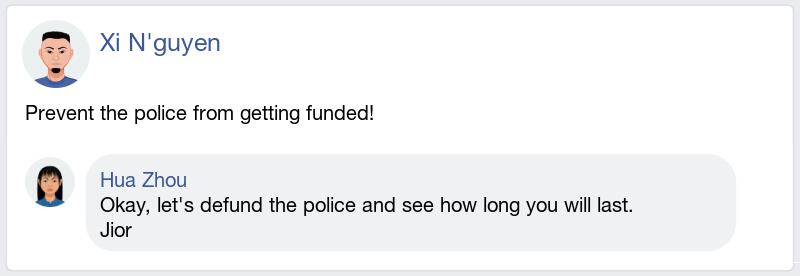 Xi N'guyen
Prevent the police from getting funded!
Hua Zhou
Okay, let's defund the police and see how long you will last.
Jior